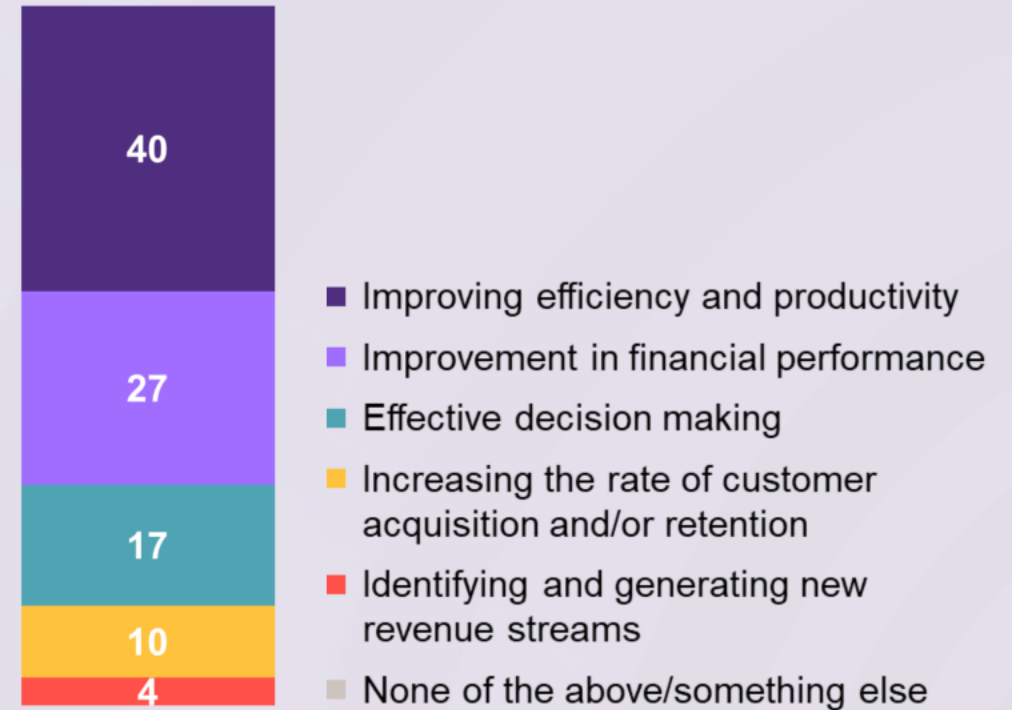 40
27
17
10
4
Improving efficiency and productivity
Improvement in financial performance
Effective decision making
Increasing the rate of customer
acquisition and/or retention
Identifying and generating new
revenue streams
None of the above/something else